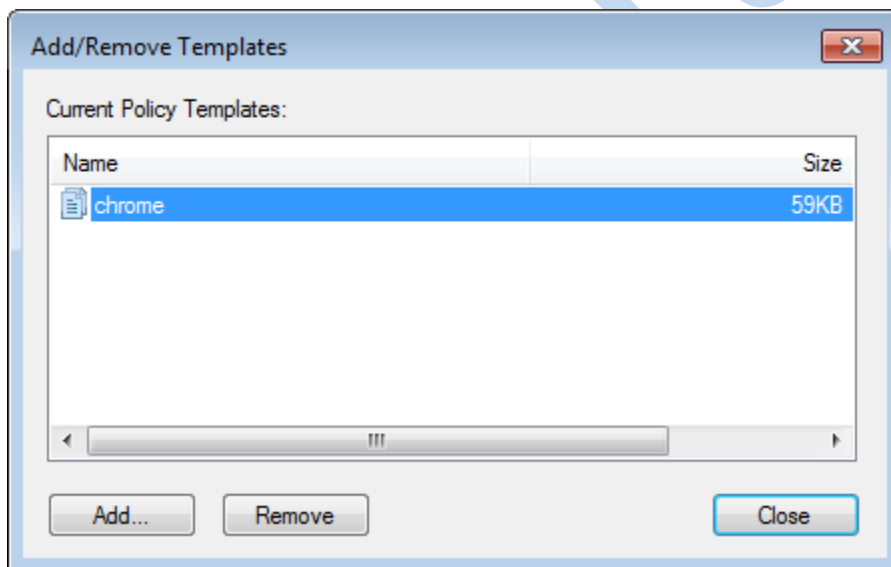 Add/Remove Templates
Current Policy Templates:
Name Size
chrome 59KB
Add... Remove Close